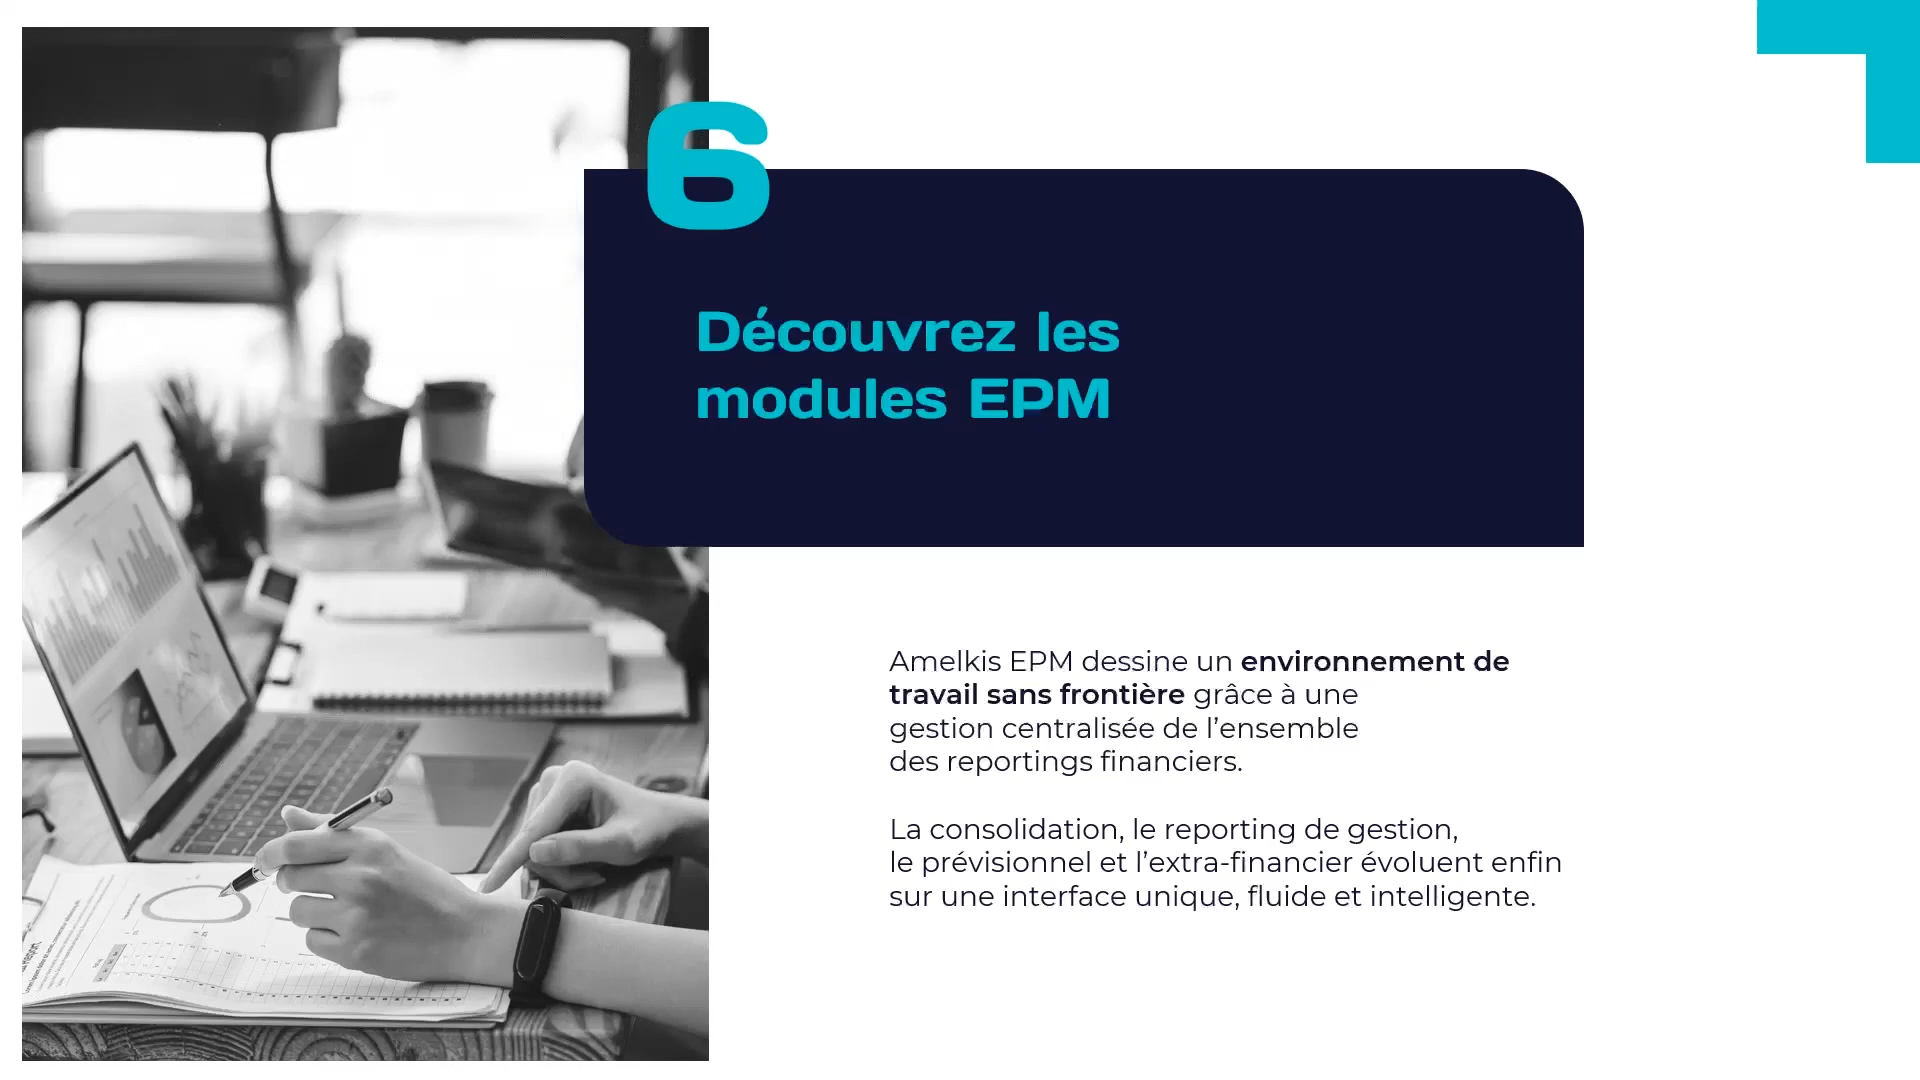 6
Découvrez les
modules EPM
Amelkis EPM dessine un environnement de
travail sans frontière grâce à une
gestion centralisée de l’ensemble
des reportings financiers.
La consolidation, le reporting de gestion,
le prévisionnel et l’extra-financier évoluent enfin
sur une interface unique, fluide et intelligente.